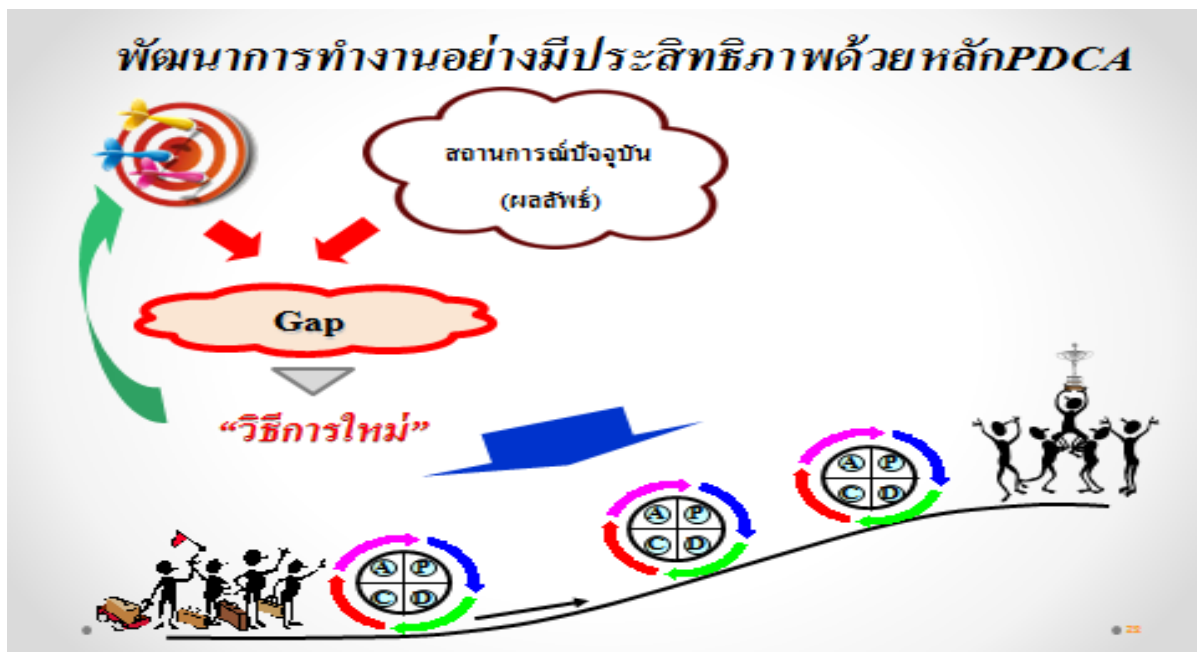 พัฒนาการทำงานอย่างมีประสิทธิภาพด้วยหลักPDCA
สถานการณ์ปัจจุบัน
(ผลลัพธ์)
Gap
“วิธีการใหม่”
A P
C D
A P
C D
A P
C D